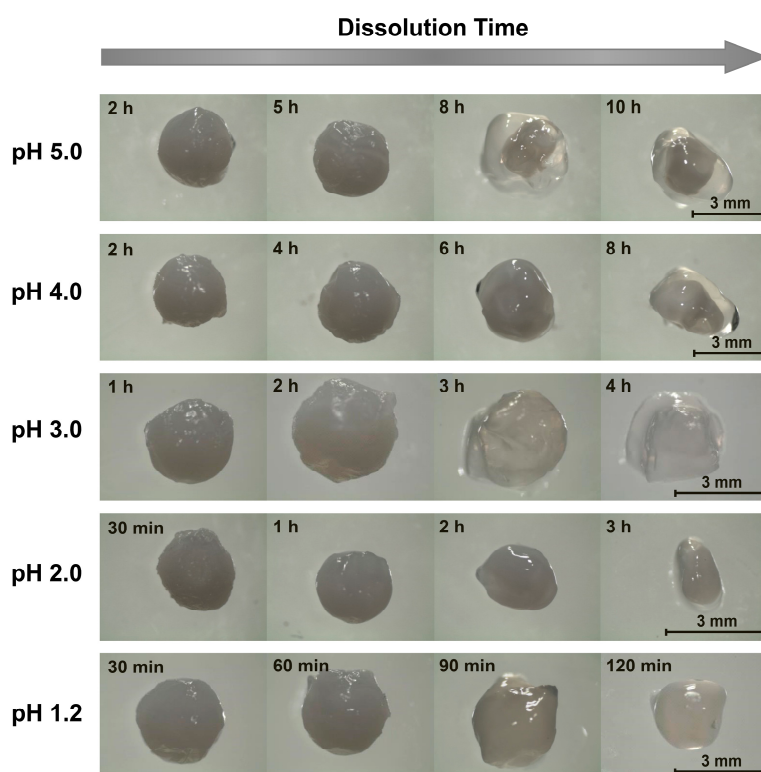 Dissolution Time
pH 5.0
2 h
5 h
8 h
10 h
3 mm
pH 4.0
2 h
4 h
6 h
8 h
3 mm
pH 3.0
1 h
2 h
3 h
4 h
3 mm
pH 2.0
30 min
1 h
2 h
3 h
3 mm
pH 1.2
30 min
60 min
90 min
120 min
3 mm